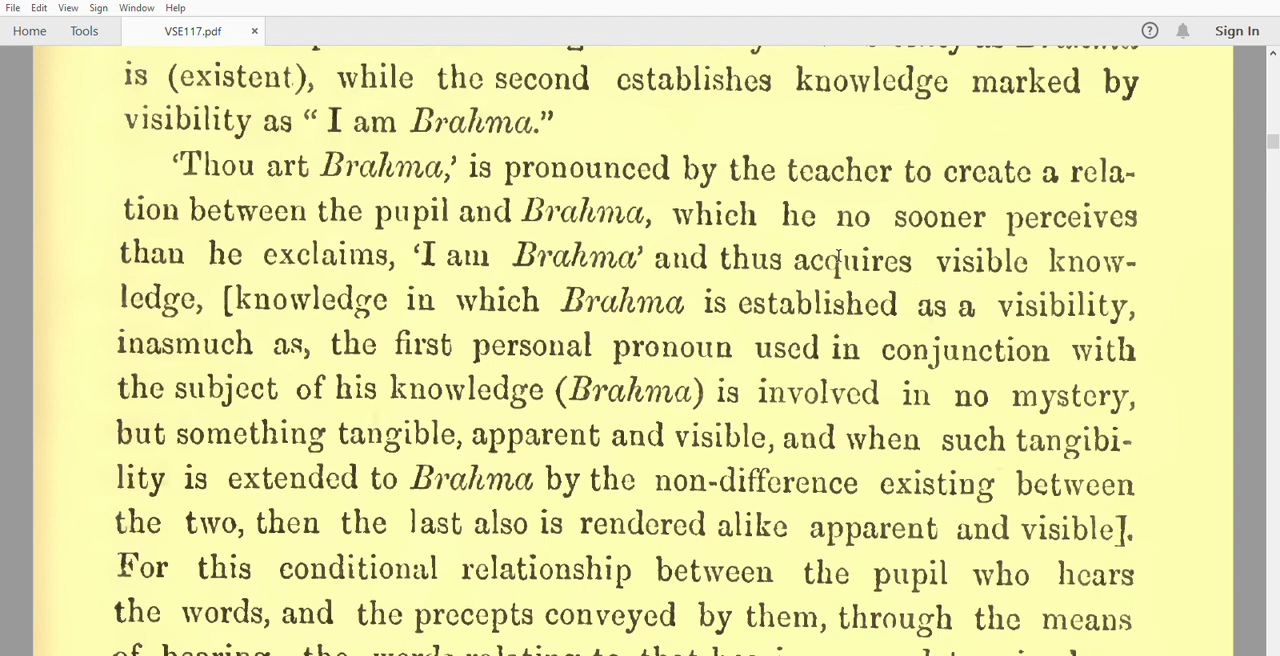 File Edit View Sign Window Help
Home Tools VSE117.pdf × ? Sign In
is (existent), while the second establishes knowledge marked by
visibility as “ I am Brahma.”
‘Thou art Brahma,’ is pronounced by the teacher to create a rela-
tion between the pupil and Brahma, which he no sooner perceives
than he exclaims, ‘I am Brahma’ and thus acquires visible know-
ledge, [knowledge in which Brahma is established as a visibility,
inasmuch as, the first personal pronoun used in conjunction with
the subject of his knowledge (Brahma) is involved in no mystery,
but something tangible, apparent and visible, and when such tangibi-
lity is extended to Brahma by the non-difference existing between
the two, then the last also is rendered alike apparent and visible].
For this conditional relationship between the pupil who hears
the words, and the precepts conveyed by them, through the means
of hearing, the words relating to that